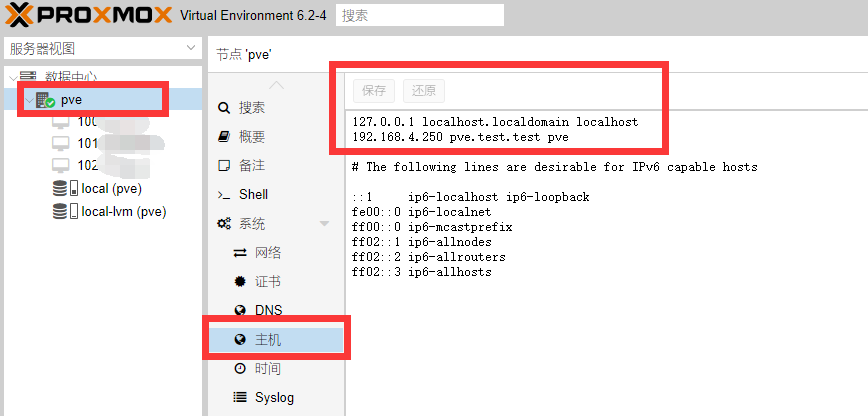 PROXMOX Virtual Environment 6.2-4 搜索
服务器视图
数据中心
pve
100
101
102
local (pve)
local-lvm (pve)
节点 'pve'
搜索
概要
备注
Shell
系统
网络
证书
DNS
主机
时间
Syslog
保存 还原
127.0.0.1 localhost.localdomain localhost
192.168.4.250 pve.test.test pve
# The following lines are desirable for IPv6 capable hosts
::1 ip6-localhost ip6-loopback
fe00::0 ip6-localnet
ff00::0 ip6-mcastprefix
ff02::1 ip6-allnodes
ff02::2 ip6-allrouters
ff02::3 ip6-allhosts